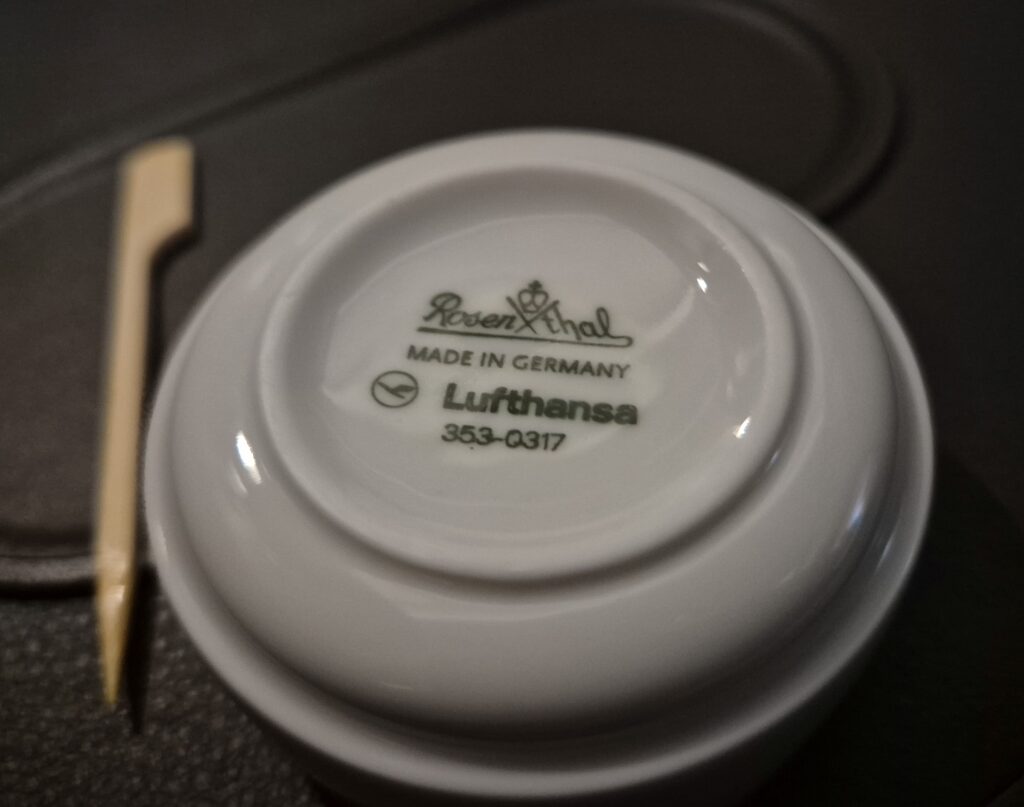 Rosenthal
MADE IN GERMANY
Lufthansa
353-0317